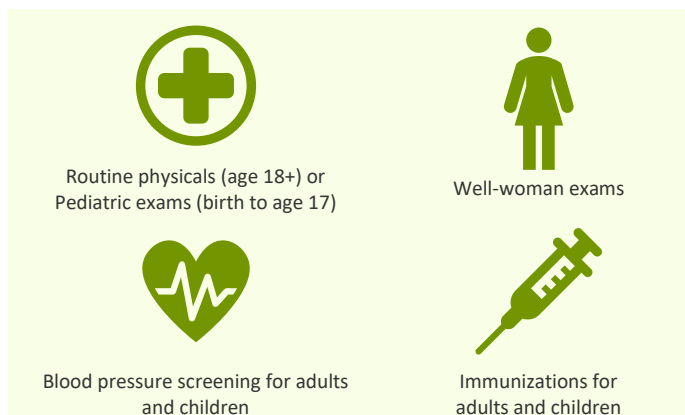 Routine physicals (age 18+) or
Pediatric exams (birth to age 17)
Well-woman exams
Blood pressure screening for adults
and children
Immunizations for
adults and children